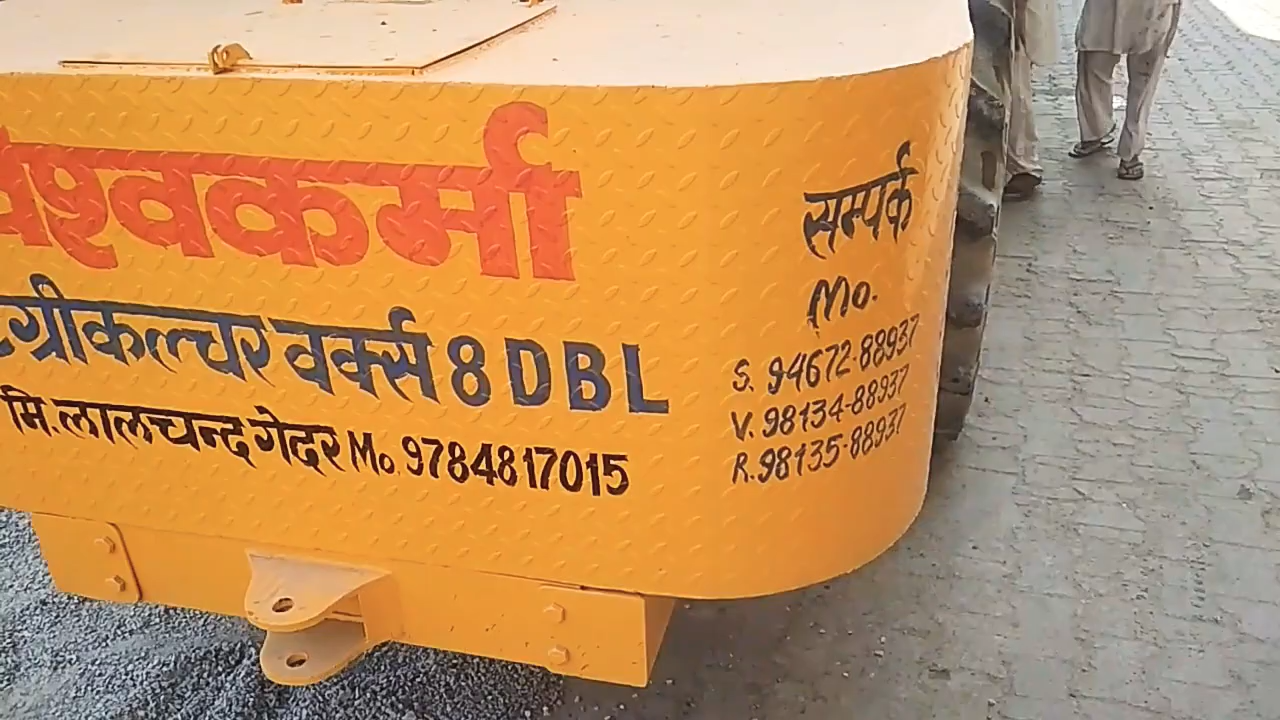 विश्वकर्मा
एग्रीकल्चर वर्क्स 8 DBL
मि. लालचन्द गेदर Mo. 9784817015
सम्पर्क
Mo.
S. 94672-88937
V. 98134-88937
R. 98135-88937